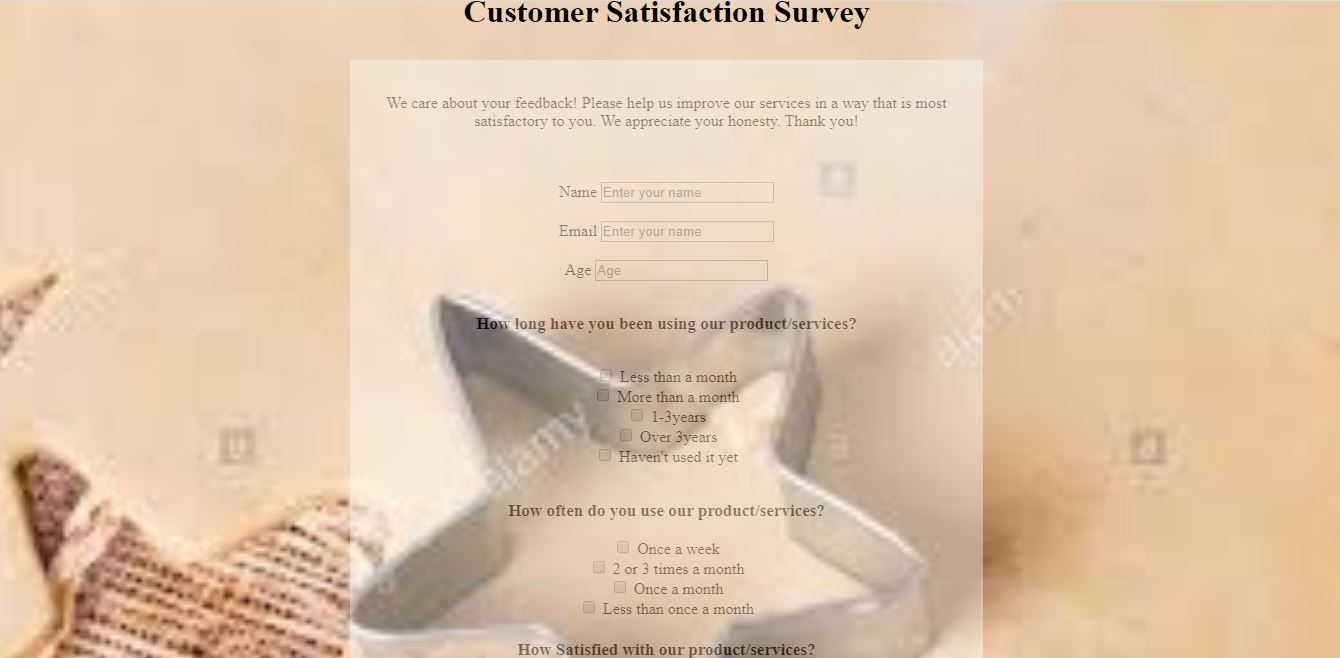 Customer Satisfaction Survey
We care about your feedback! Please help us improve our services in a way that is most
satisfactory to you. We appreciate your honesty. Thank you!
Name Enter your name
Email Enter your name
Age Age
How long have you been using our product/services?
Less than a month
More than a month
1-3years
Over 3years
Haven't used it yet
alamy
How often do you use our product/services?
Once a week
2 or 3 times a month
Once a month
Less than once a month
How Satisfied with our product/services?